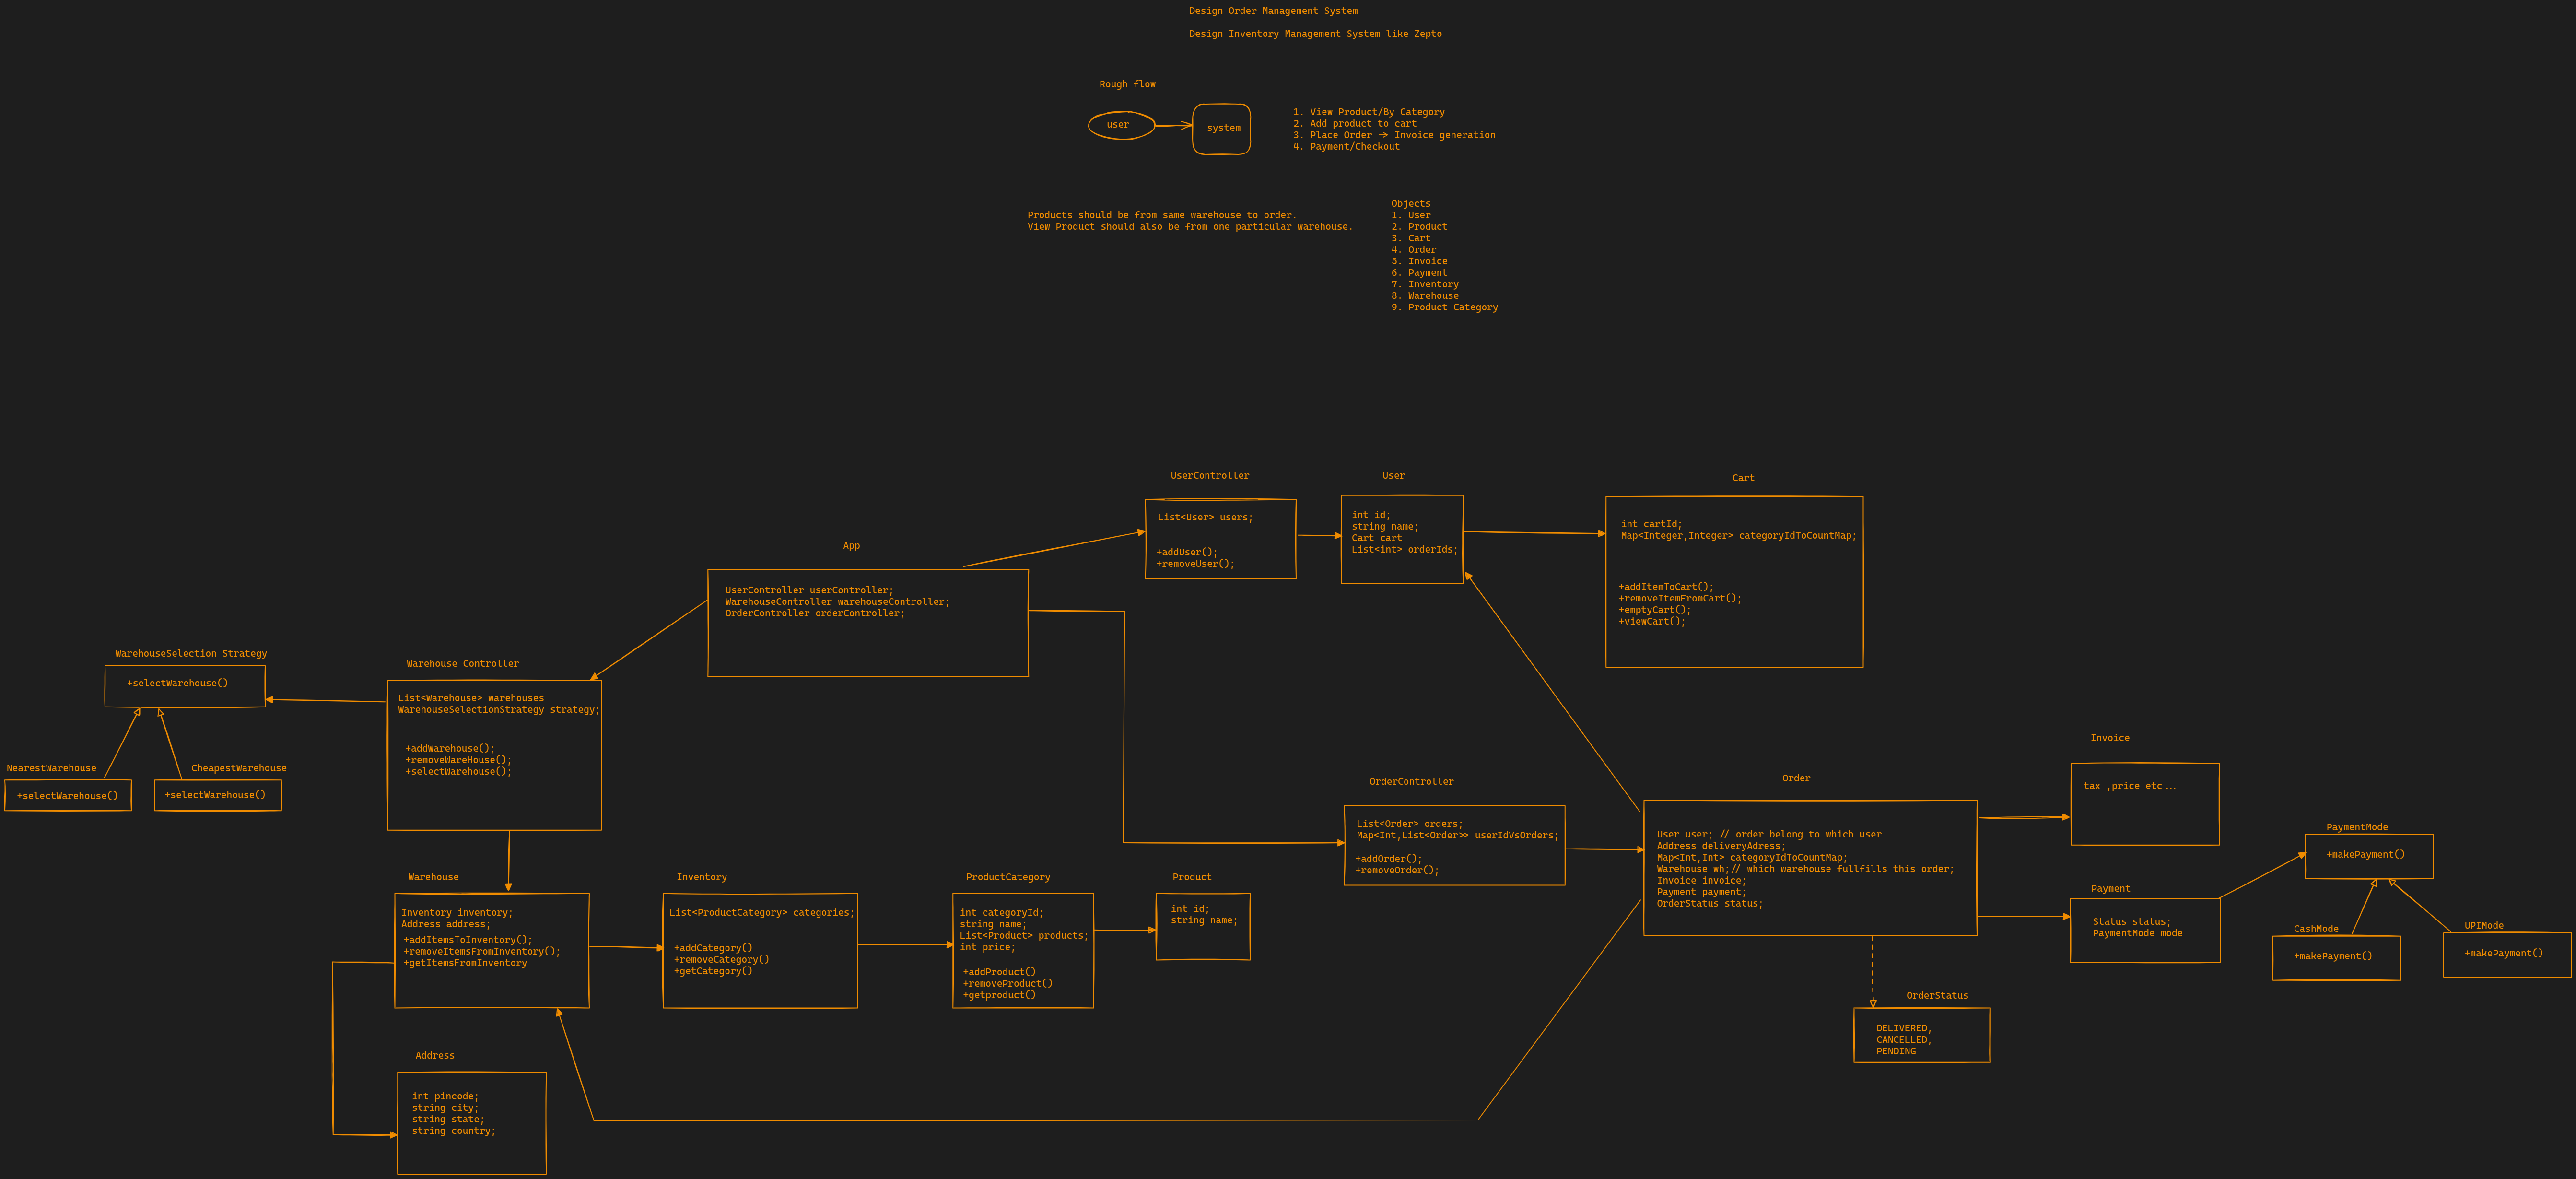 Design Order Management System
Design Inventory Management System like Zepto
Rough flow
user
system
1. View Product/By Category
2. Add product to cart
3. Place Order → Invoice generation
4. Payment/Checkout
Products should be from same warehouse to order.
View Product should also be from one particular warehouse.
Objects
1. User
2. Product
3. Cart
4. Order
5. Invoice
6. Payment
7. Inventory
8. Warehouse
9. Product Category
UserController
List<User> users;
+addUser();
+removeUser();
User
int id;
string name;
Cart cart
List<int> orderIds;
Cart
int cartId;
Map<Integer,Integer> categoryIdToCountMap;
+addItemToCart();
+removeItemFromCart();
+emptyCart();
+viewCart();
App
UserController userController;
WarehouseController warehouseController;
OrderController orderController;
WarehouseSelection Strategy
+selectWarehouse()
NearestWarehouse
+selectWarehouse()
CheapestWarehouse
+selectWarehouse()
Warehouse Controller
List<Warehouse> warehouses
WarehouseSelectionStrategy strategy;
+addWarehouse();
+removeWareHouse();
+selectWarehouse();
OrderController
List<Order> orders;
Map<Int,List<Order>> userIdVsOrders;
+addOrder();
+removeOrder();
Order
User user; // order belong to which user
Address deliveryAdress;
Map<Int,Int> categoryIdToCountMap;
Warehouse wh;// which warehouse fullfills this order;
Invoice invoice;
Payment payment;
OrderStatus status;
Invoice
tax ,price etc...
PaymentMode
+makePayment()
Payment
Status status;
PaymentMode mode
CashMode
+makePayment()
UPIMode
+makePayment()
Warehouse
Inventory inventory;
Address address;
+addItemsToInventory();
+removeItemsFromInventory();
+getItemsFromInventory
Inventory
List<ProductCategory> categories;
+addCategory()
+removeCategory()
+getCategory()
ProductCategory
int categoryId;
string name;
List<Product> products;
int price;
+addProduct()
+removeProduct()
+getproduct()
Product
int id;
string name;
OrderStatus
DELIVERED,
CANCELLED,
PENDING
Address
int pincode;
string city;
string state;
string country;